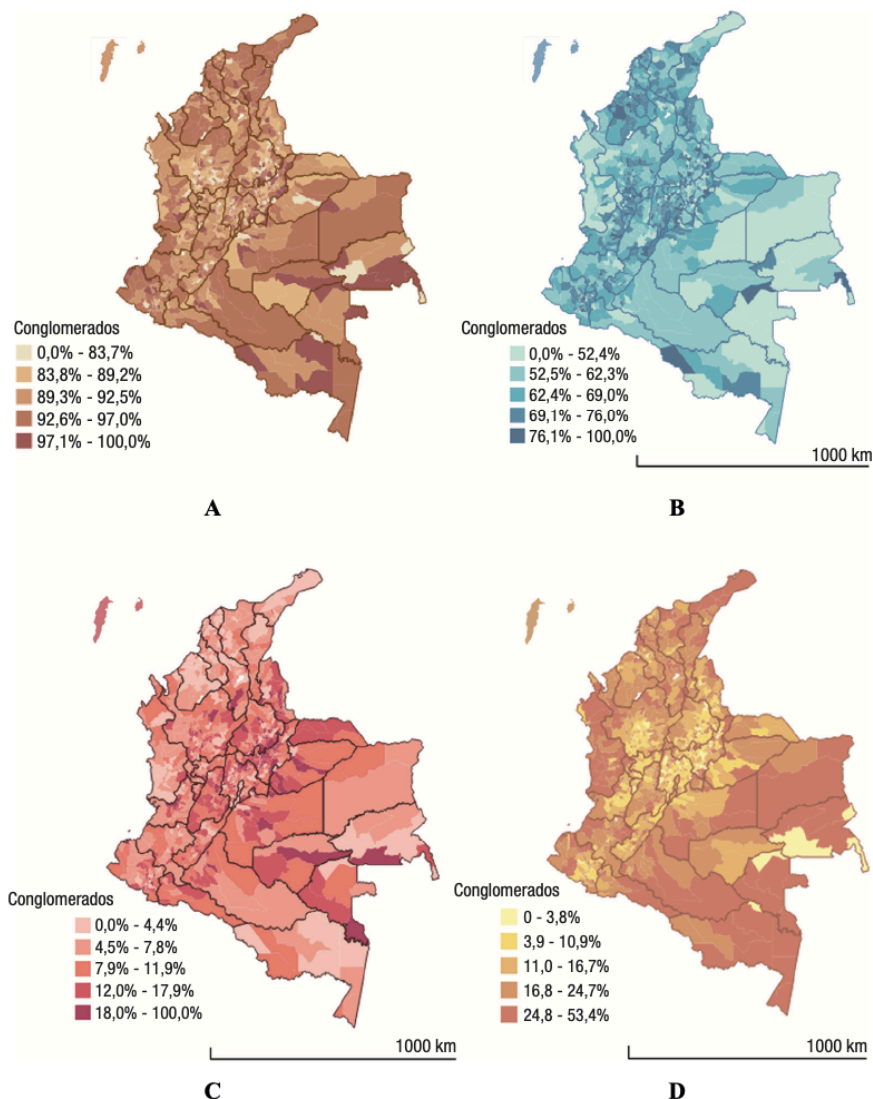 Conglomerados
0,0% - 83,7%
83,8% - 89,2%
89,3% - 92,5%
92,6% - 97,0%
97,1% - 100,0%
A
Conglomerados
0,0% - 52,4%
52,5% - 62,3%
62,4% - 69,0%
69,1% - 76,0%
76,1% - 100,0%
1000 km
B
Conglomerados
0,0% - 4,4%
4,5% - 7,8%
7,9% - 11,9%
12,0% - 17,9%
18,0% - 100,0%
1000 km
C
Conglomerados
0 - 3,8%
3,9 - 10,9%
11,0 - 16,7%
16,8 - 24,7%
24,8 - 53,4%
1000 km
D